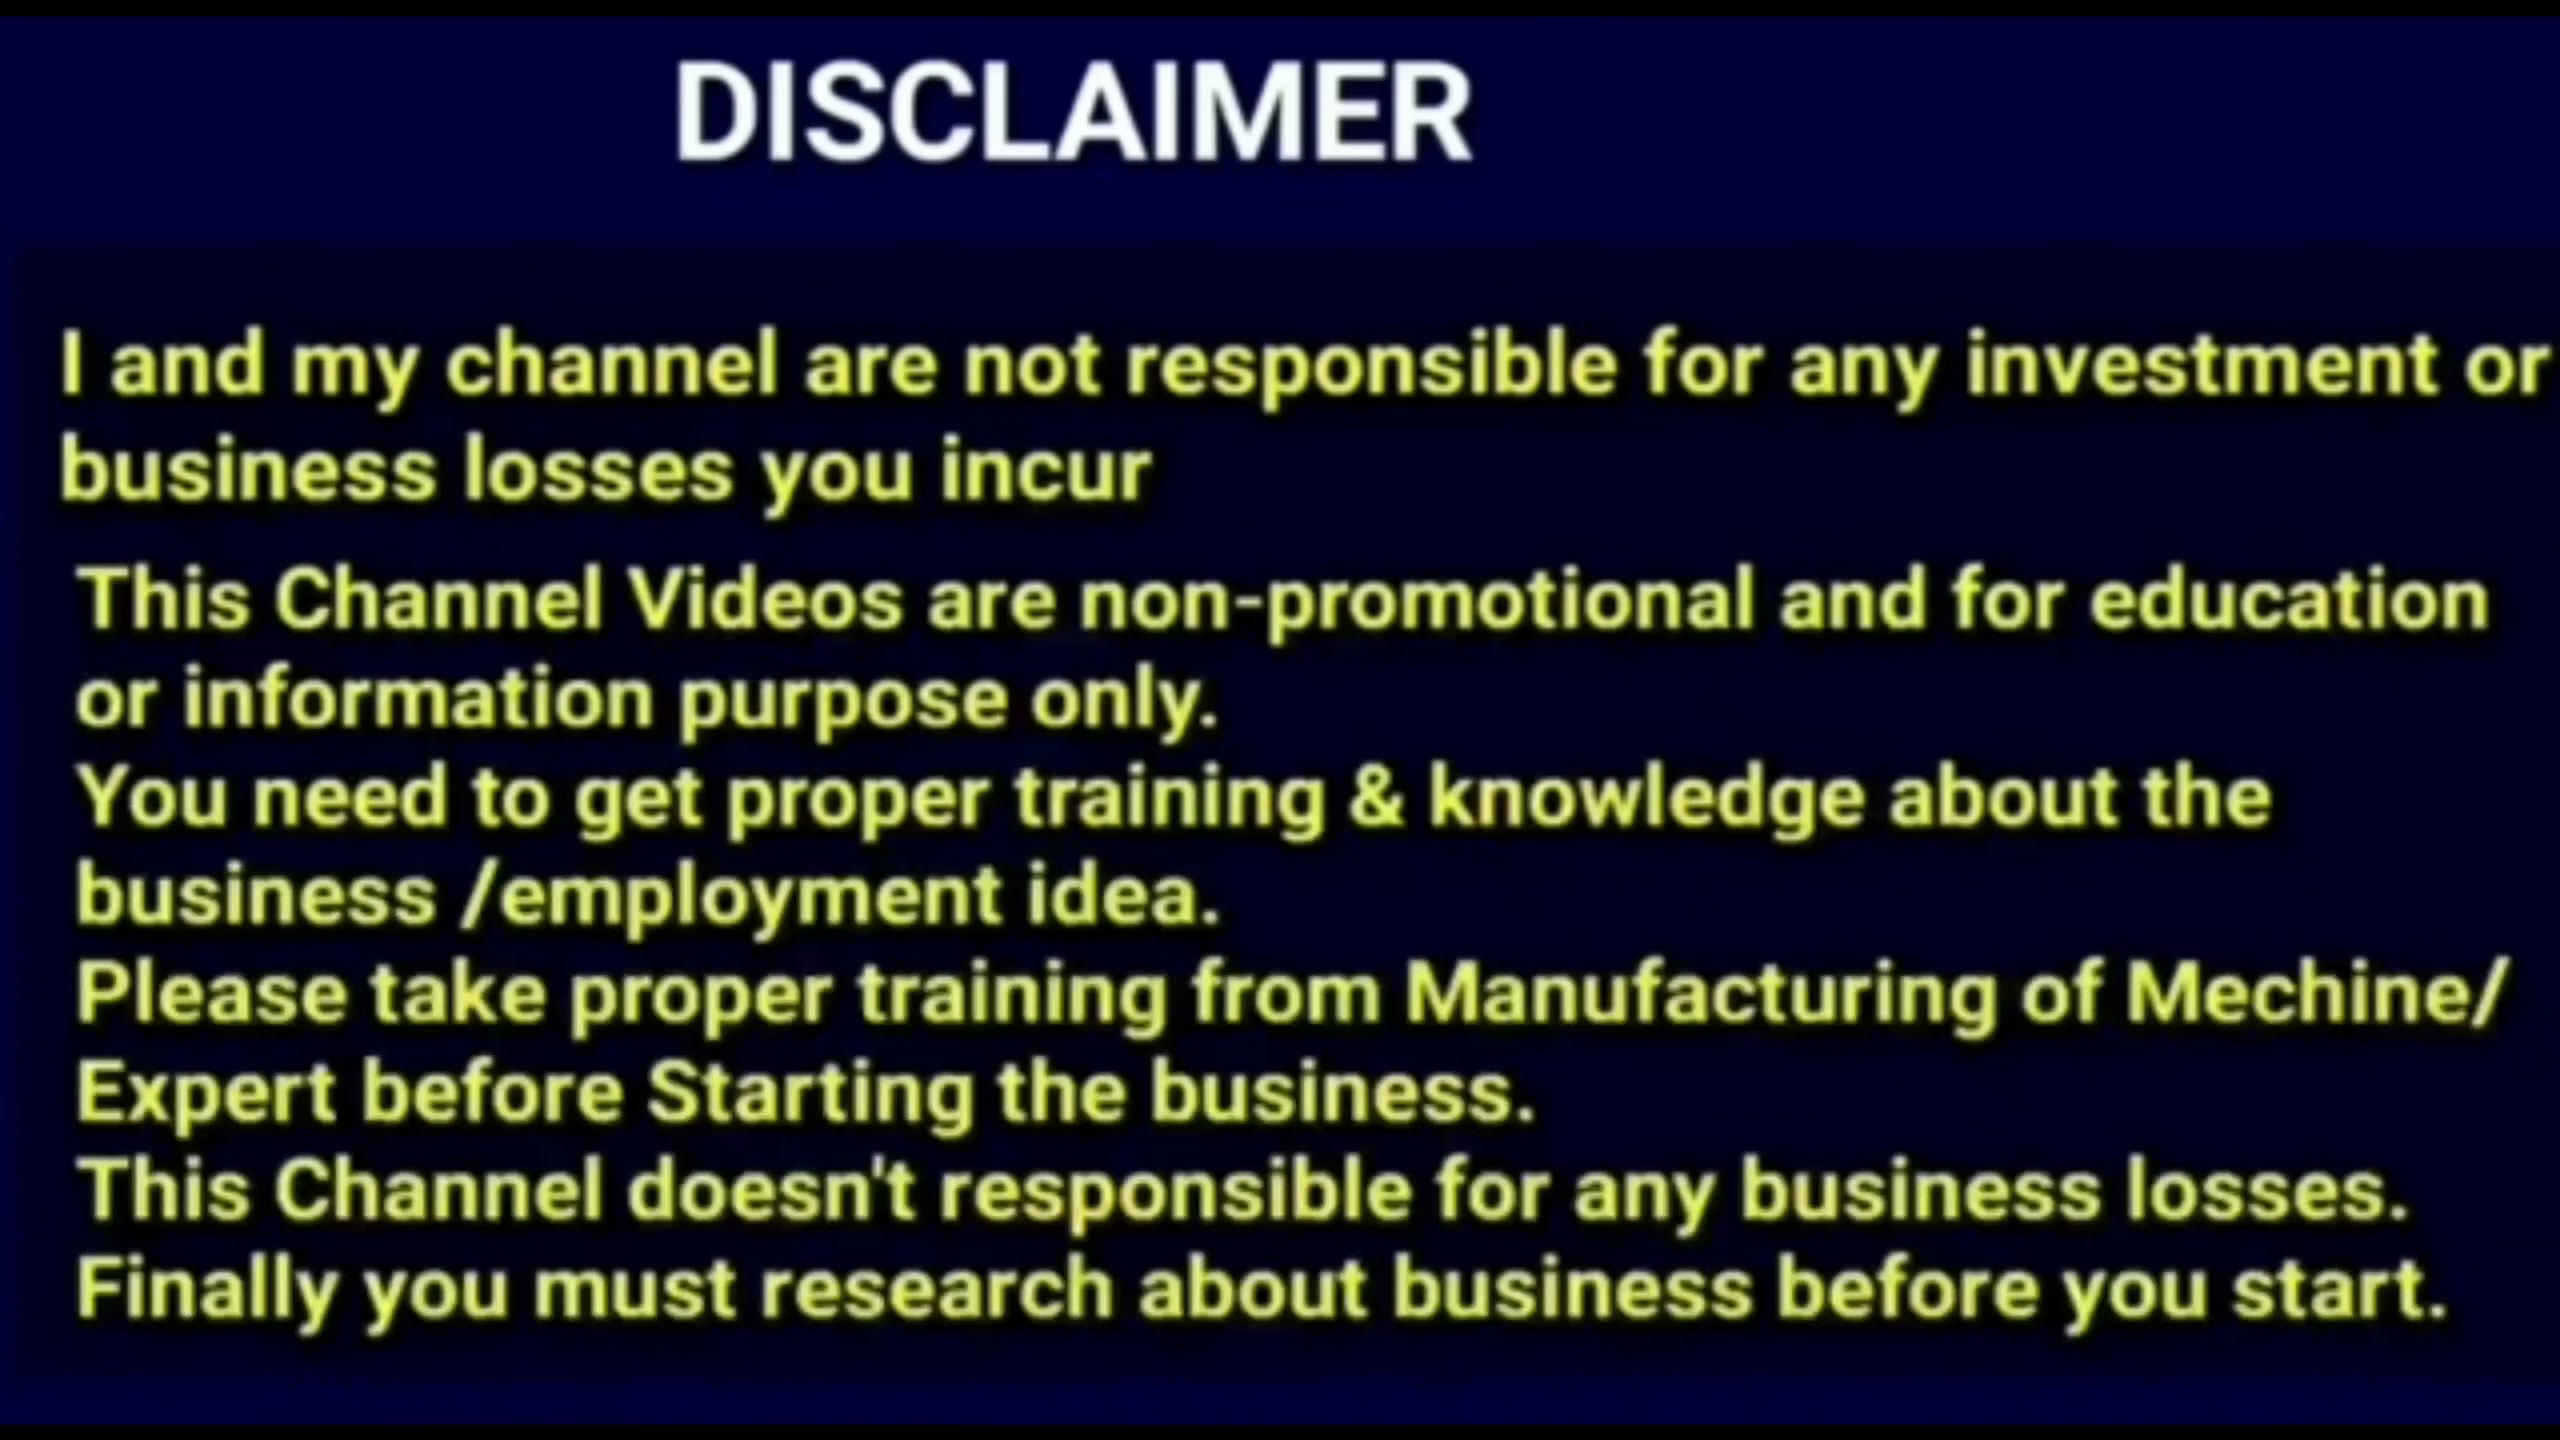 DISCLAIMER
I and my channel are not responsible for any investment or
business losses you incur
This Channel Videos are non-promotional and for education
or information purpose only.
You need to get proper training & knowledge about the
business /employment idea.
Please take proper training from Manufacturing of Mechine/
Expert before Starting the business.
This Channel doesn't responsible for any business losses.
Finally you must research about business before you start.